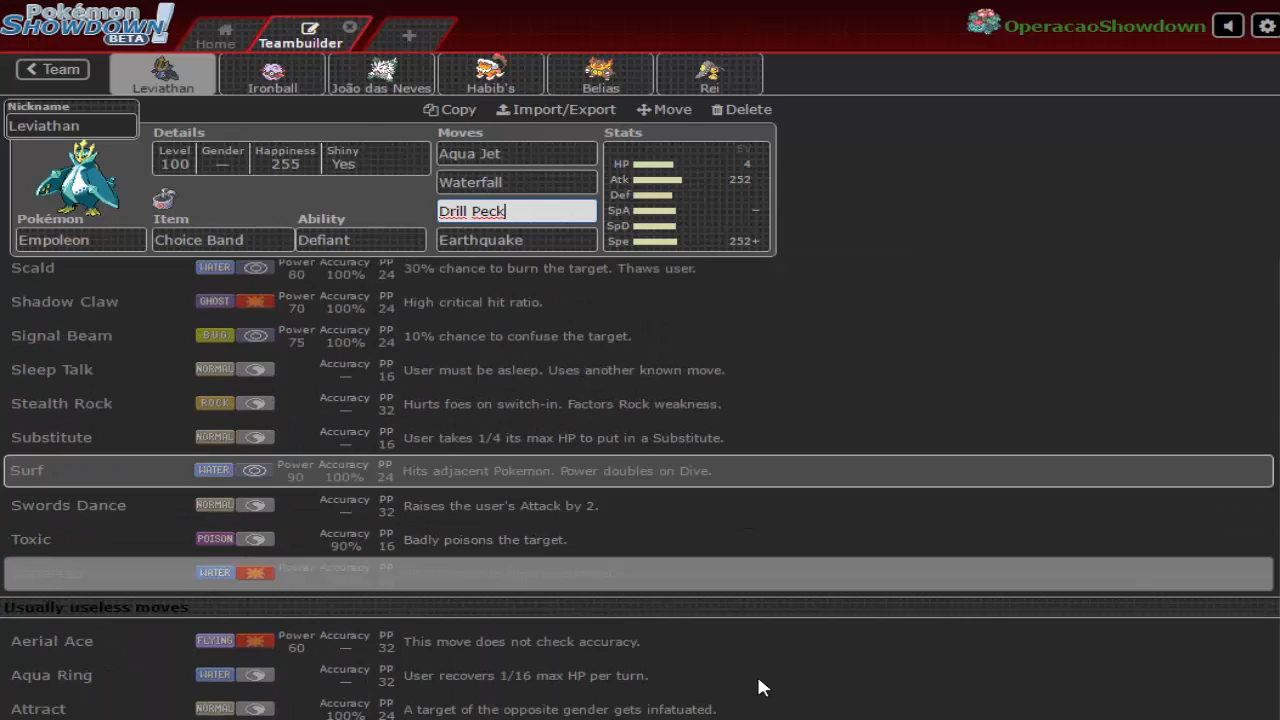 Pokémon
SHOWDOWN!
BETA
Home
Teambuilder
+
OperacaoShowdown
< Team
Leviathan
Ironball
João das Neves
Habib's
Belias
Rei
Nickname
Leviathan
Copy
Import/Export
Move
Delete
Details
Moves
Stats
Level
100
Gender
—
Happiness
255
Shiny
Yes
Aqua Jet
Waterfall
Drill Peck
Earthquake
EV
HP 4
Atk 252
Def
SpA –
SpD
Spe 252+
Pokémon
Empoleon
Item
Choice Band
Ability
Defiant
Scald WATER Power 80 Accuracy 100% PP 24 30% chance to burn the target. Thaws user.
Shadow Claw GHOST Power 70 Accuracy 100% PP 24 High critical hit ratio.
Signal Beam BUG Power 75 Accuracy 100% PP 24 10% chance to confuse the target.
Sleep Talk NORMAL Accuracy — PP 16 User must be asleep. Uses another known move.
Stealth Rock ROCK Accuracy — PP 32 Hurts foes on switch-in. Factors Rock weakness.
Substitute NORMAL Accuracy — PP 16 User takes 1/4 its max HP to put in a Substitute.
Surf WATER Power 90 Accuracy 100% PP 24 Hits adjacent Pokemon. Power doubles on Dive.
Swords Dance NORMAL Accuracy — PP 32 Raises the user's Attack by 2.
Toxic POISON Accuracy 90% PP 16 Badly poisons the target.
WATER
Usually useless moves
Aerial Ace FLYING Power 60 Accuracy — PP 32 This move does not check accuracy.
Aqua Ring WATER Accuracy — PP 32 User recovers 1/16 max HP per turn.
Attract NORMAL Accuracy 100% PP 24 A target of the opposite gender gets infatuated.